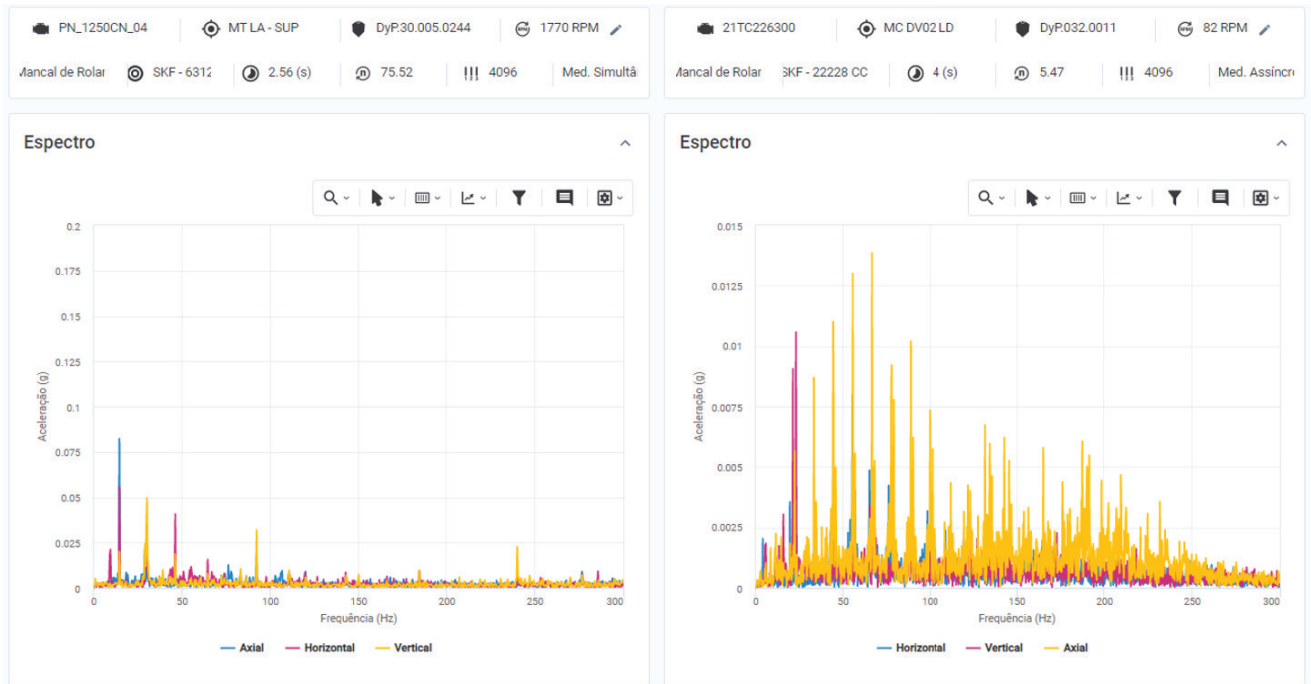 PN_1250CN_04 MT LA - SUP DyP.30.005.0244 1770 RPM
Mancal de Rolar SKF - 6312 2.56 (s) 75.52 4096 Med. Simultâ
Espectro
0.2
0.175
0.15
0.125
0.1
0.075
0.05
0.025
0
Aceleração (g)
0 50 100 150 200 250 300
Frequência (Hz)
Axial Horizontal Vertical
21TC226300 MC DV02 LD DyP.032.0011 82 RPM
Mancal de Rolar SKF - 22228 CC 4 (s) 5.47 4096 Med. Assíncro
Espectro
0.015
0.0125
0.01
0.0075
0.005
0.0025
0
Aceleração (g)
0 50 100 150 200 250 300
Frequência (Hz)
Horizontal Vertical Axial